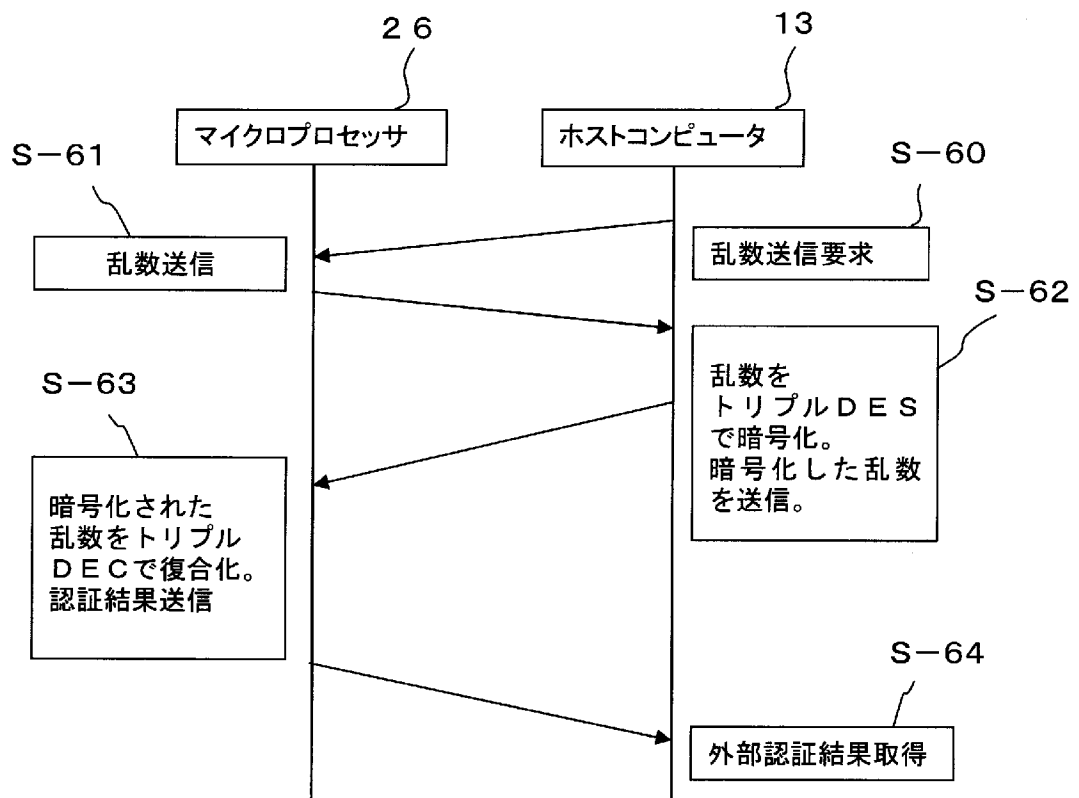 ２６
13
マイクロプロセッサ
ホストコンピュータ
S−61
S−60
乱数送信
乱数送信要求
S−62
乱数を
トリプルＤＥＳ
で暗号化。
暗号化した乱数
を送信。
S−63
暗号化された
乱数をトリプル
ＤＥＣで復合化。
認証結果送信
S−64
外部認証結果取得